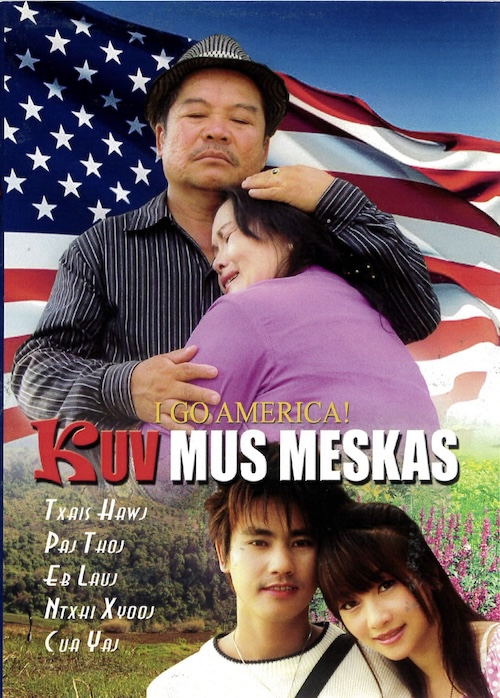 I GO AMERICA!
KUV MUS MESKAS
Txais Hawj
Paj Thoj
Eb Lauj
Ntxhi Xyooj
Cua Yaj